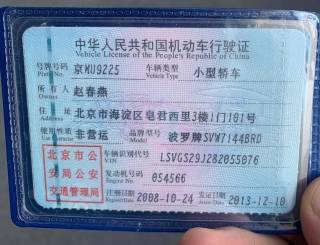 中华人民共和国机动车行驶证
Vehicle License of the People's Republic of China
号牌号码 京MU9225 车辆类型 小型轿车
Plate No. Vehicle Type
所有人 赵春燕
Owner
住址 北京市海淀区皂君西里3楼1门101号
Address
使用性质 非营运 品牌型号 波罗牌SVW7144BRD
Use Character Model
北京市公安局公安交通管理局
车辆识别代号 LSVGS29J282055076
VIN
发动机号码 054566
Engine No.
注册日期 2008-10-24 发证日期 2013-12-10
Register Date Issue Date